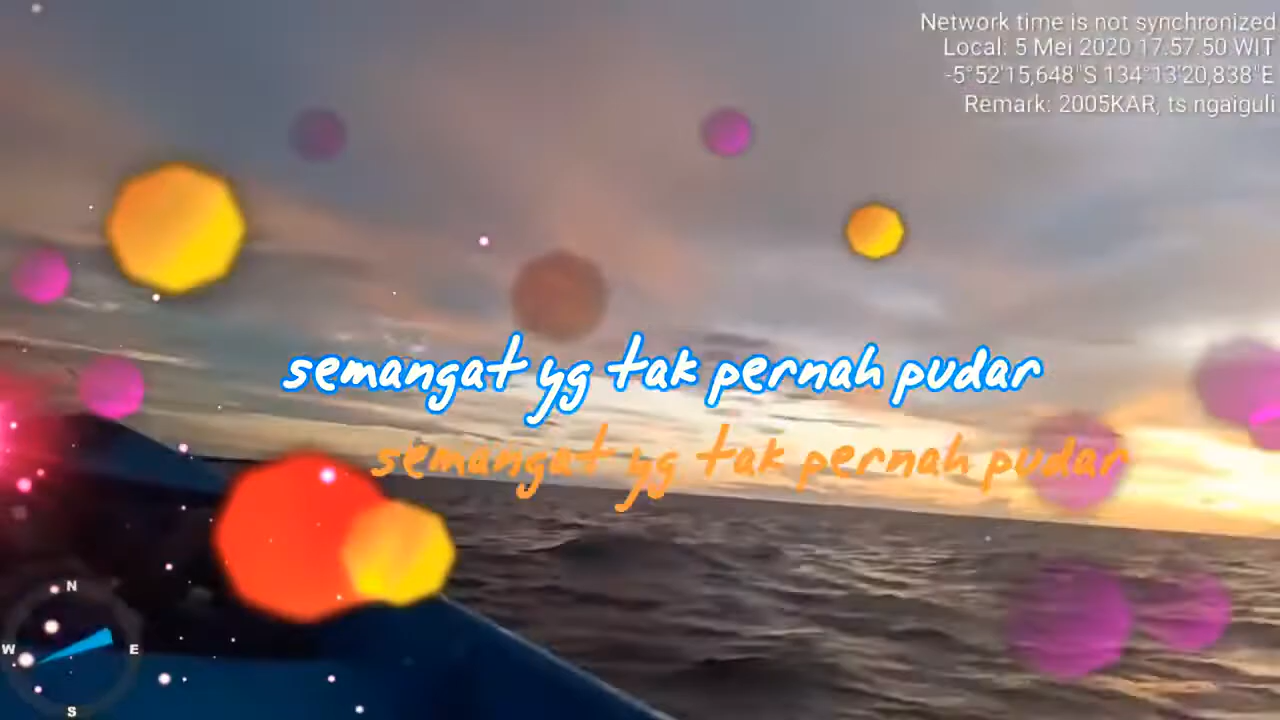 Network time is not synchronized
Local: 5 Mei 2020 17.57.50 WIT
-5°52'15,648"S 134°13'20,838"E
Remark: 2005KAR, ts ngaiguli
semangat yg tak pernah pudar
semangat yg tak pernah pudar
N
W E
S